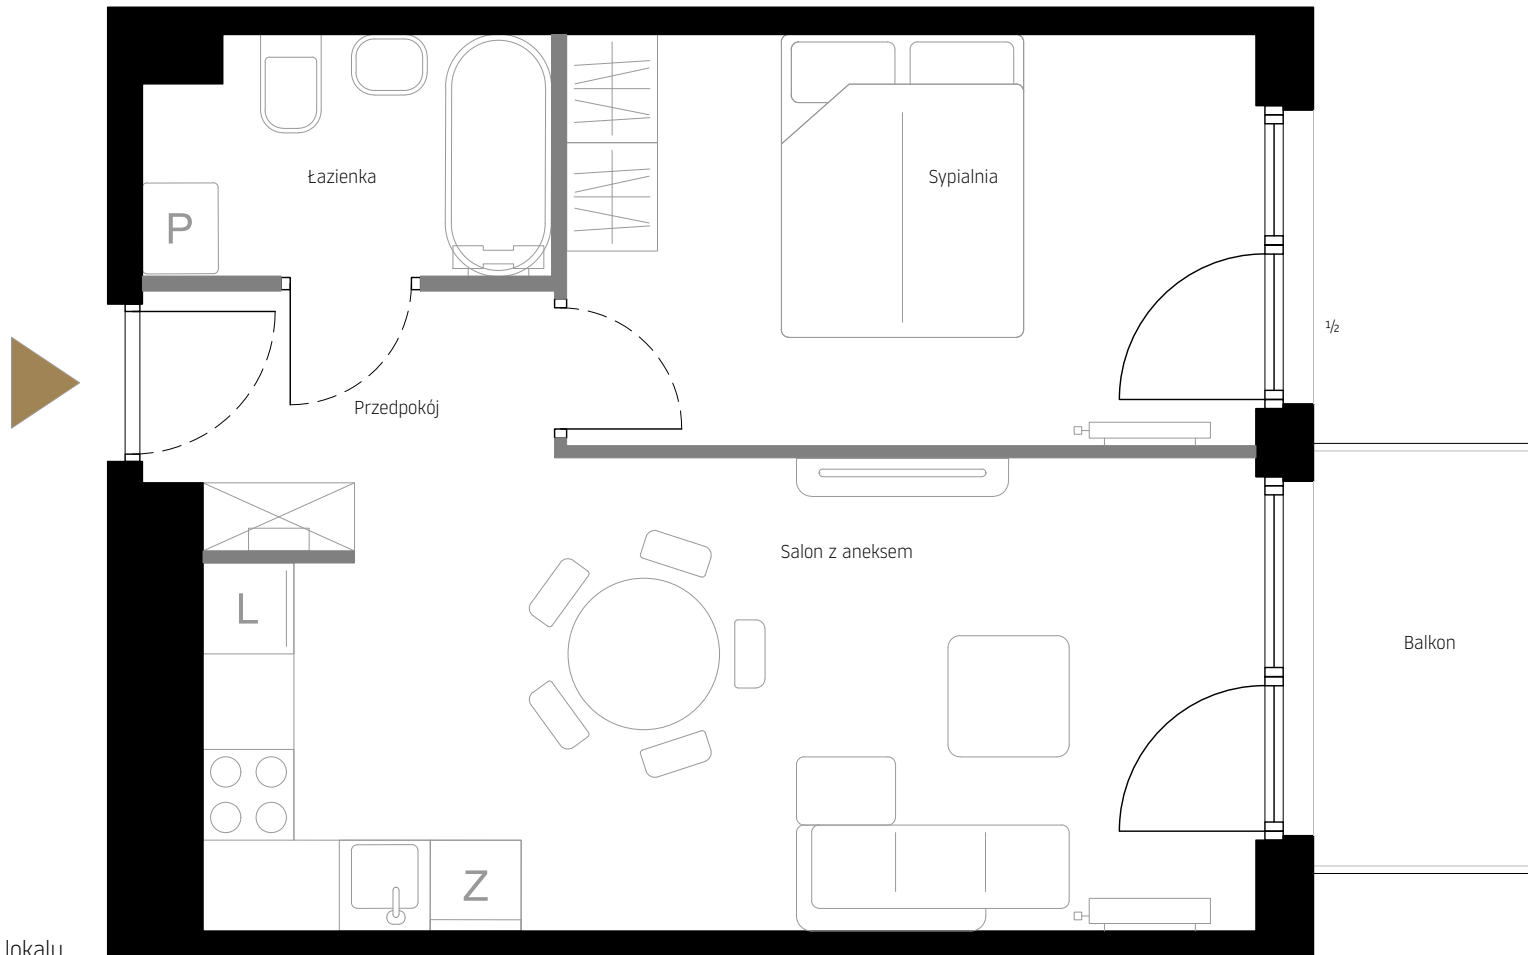 Łazienka
Sypialnia
P
½
Przedpokój
Salon z aneksem
L
Balkon
Z
lokalu